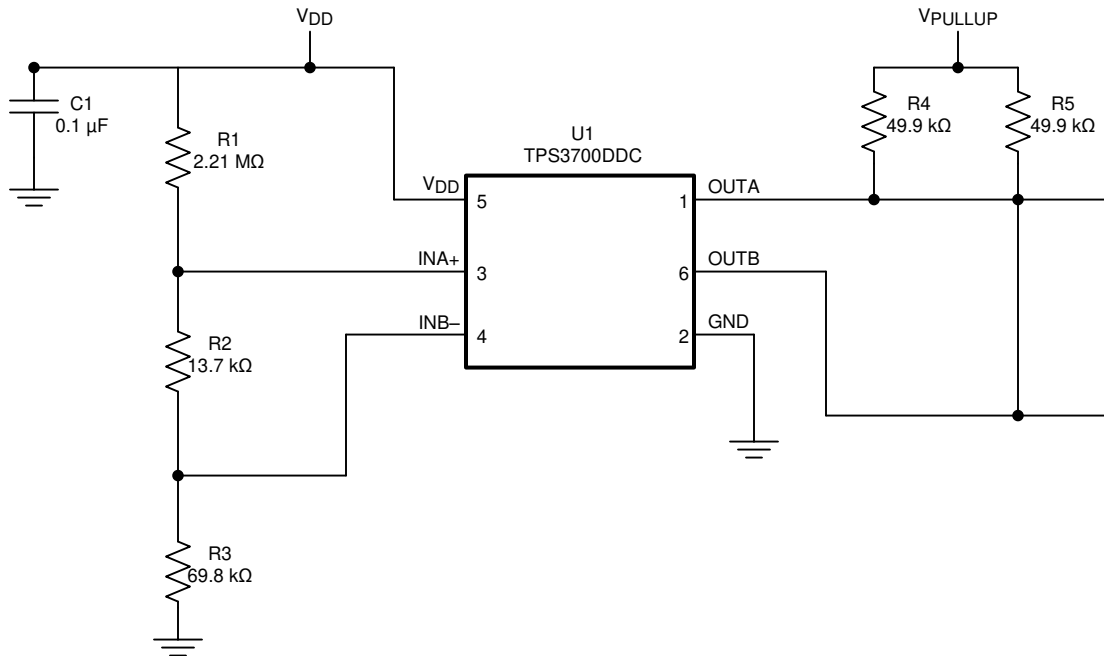 VDD
VPULLUP
C1
0.1 µF
R1
2.21 MΩ
R4
49.9 kΩ
R5
49.9 kΩ
U1
TPS3700DDC
VDD
5
1
OUTA
INA+
3
6
OUTB
INB–
4
2
GND
R2
13.7 kΩ
R3
69.8 kΩ